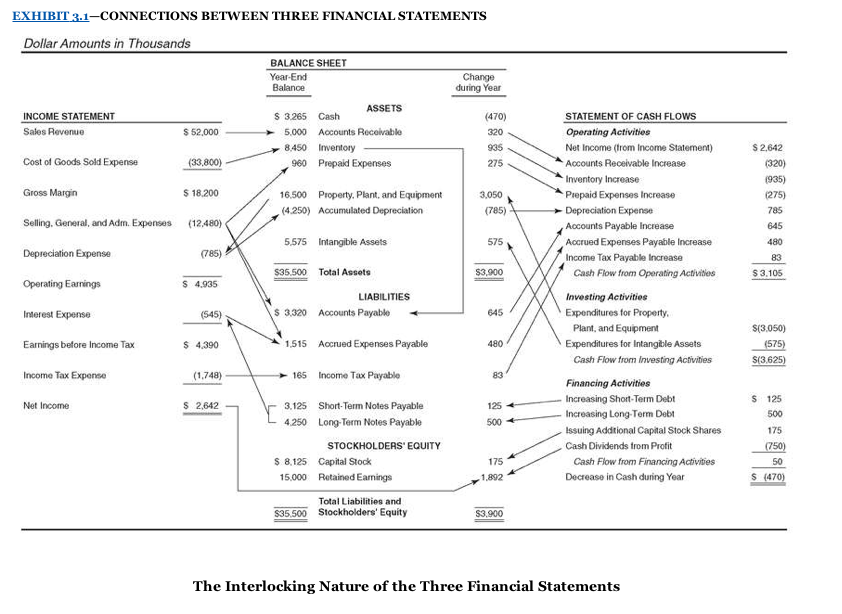 EXHIBIT 3.1—CONNECTIONS BETWEEN THREE FINANCIAL STATEMENTS
Dollar Amounts in Thousands
BALANCE SHEET
Year-End Balance
Change during Year
INCOME STATEMENT
Sales Revenue $ 52,000
Cost of Goods Sold Expense (33,800)
Gross Margin $ 18,200
Selling, General, and Adm. Expenses (12,480)
Depreciation Expense (785)
Operating Earnings $ 4,935
Interest Expense (545)
Earnings before Income Tax $ 4,390
Income Tax Expense (1,748)
Net Income $ 2,642
ASSETS
$ 3,265 Cash (470)
5,000 Accounts Receivable 320
8,450 Inventory 935
960 Prepaid Expenses 275
16,500 Property, Plant, and Equipment 3,050
(4,250) Accumulated Depreciation (785)
5,575 Intangible Assets 575
$35,500 Total Assets $3,900
LIABILITIES
$ 3,320 Accounts Payable 645
1,515 Accrued Expenses Payable 480
165 Income Tax Payable 83
3,125 Short-Term Notes Payable 125
4,250 Long-Term Notes Payable 500
STOCKHOLDERS' EQUITY
$ 8,125 Capital Stock 175
15,000 Retained Earnings 1,892
Total Liabilities and
$35,500 Stockholders' Equity $3,900
STATEMENT OF CASH FLOWS
Operating Activities
Net Income (from Income Statement) $ 2,642
Accounts Receivable Increase (320)
Inventory Increase (935)
Prepaid Expenses Increase (275)
Depreciation Expense 785
Accounts Payable Increase 645
Accrued Expenses Payable Increase 480
Income Tax Payable Increase 83
Cash Flow from Operating Activities $ 3,105
Investing Activities
Expenditures for Property,
Plant, and Equipment $(3,050)
Expenditures for Intangible Assets (575)
Cash Flow from Investing Activities $(3,625)
Financing Activities
Increasing Short-Term Debt $ 125
Increasing Long-Term Debt 500
Issuing Additional Capital Stock Shares 175
Cash Dividends from Profit (750)
Cash Flow from Financing Activities 50
Decrease in Cash during Year $ (470)
The Interlocking Nature of the Three Financial Statements